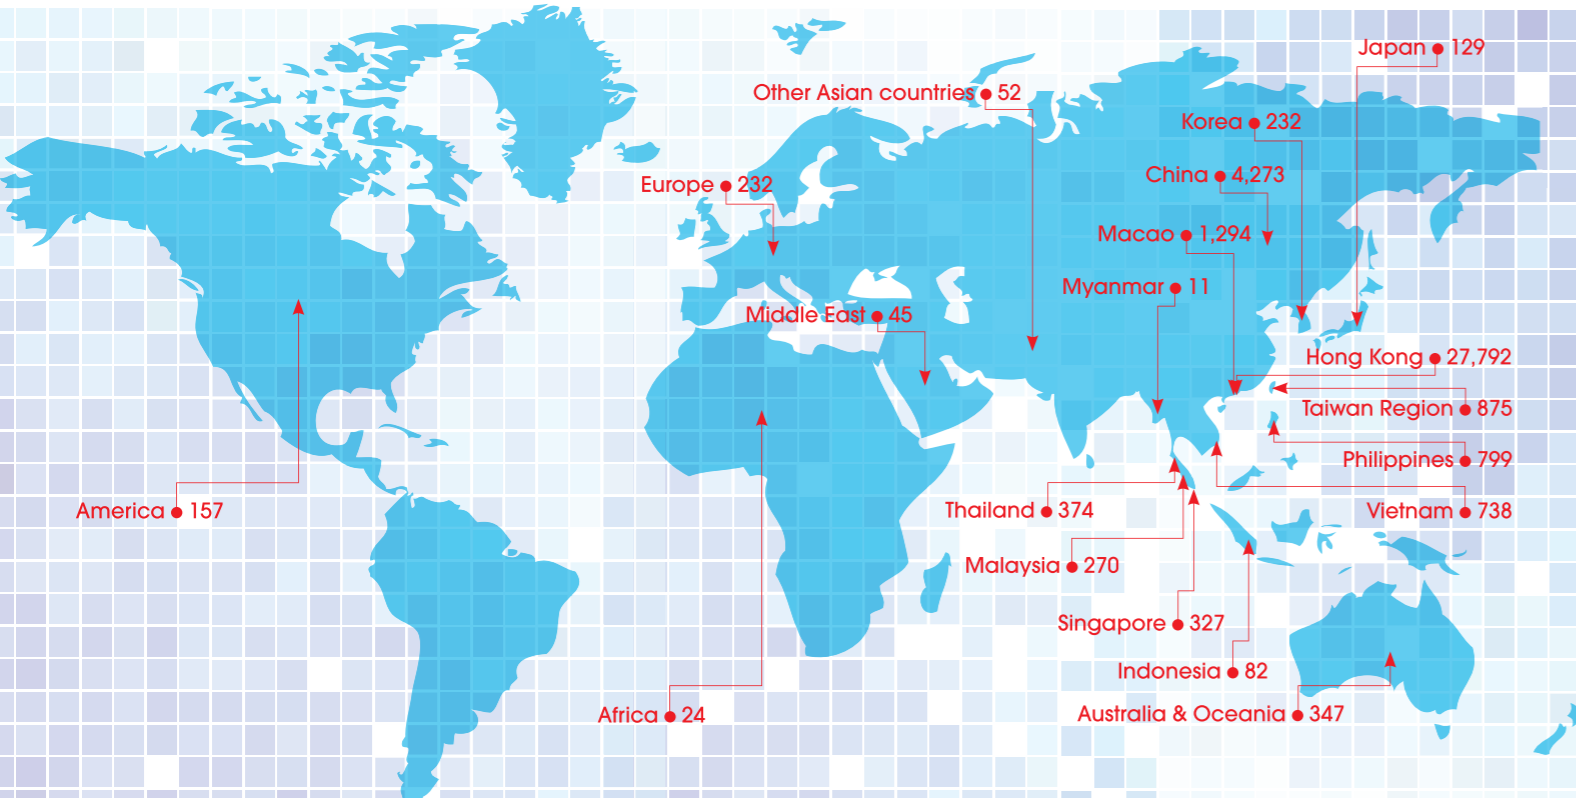 Japan 129
Other Asian countries 52
Korea 232
China 4,273
Europe 232
Macao 1,294
Myanmar 11
Middle East 45
Hong Kong 27,792
Taiwan Region 875
Philippines 799
America 157
Thailand 374
Vietnam 738
Malaysia 270
Singapore 327
Indonesia 82
Africa 24
Australia & Oceania 347